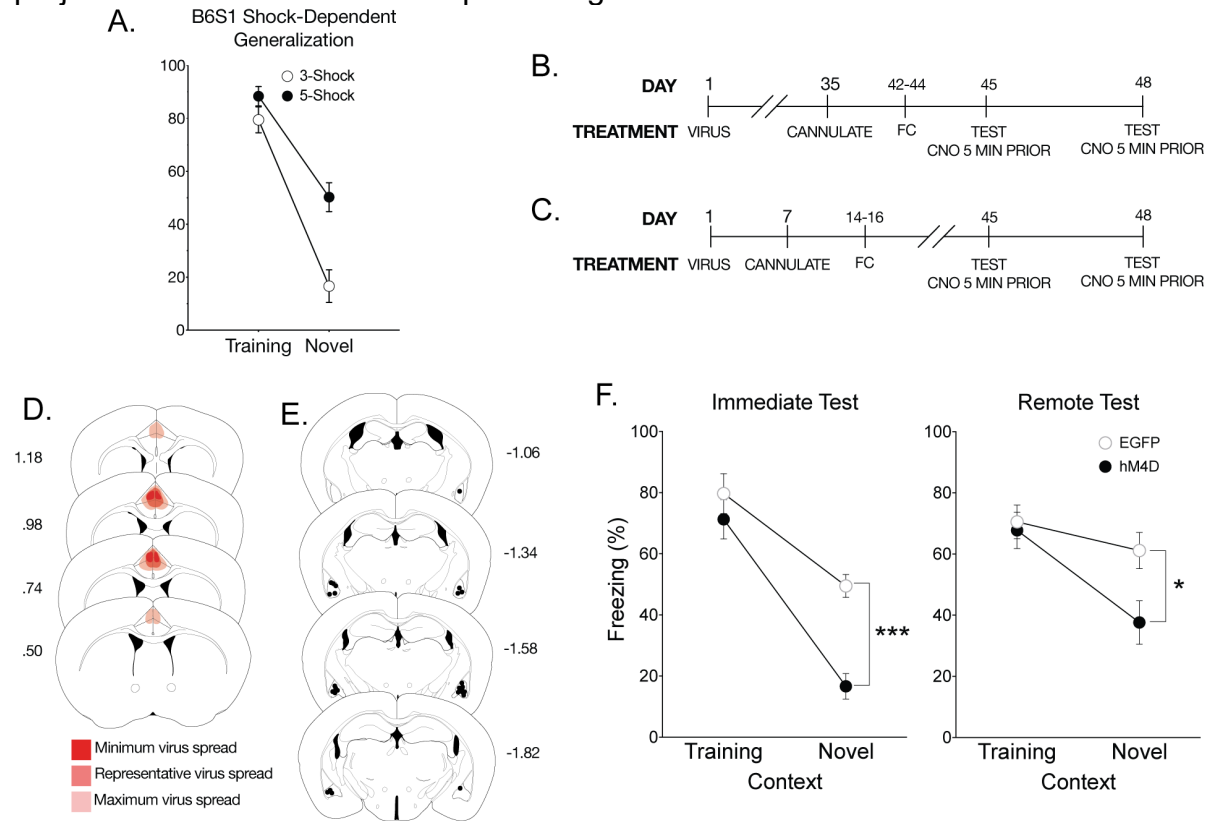 A.
B6S1 Shock-Dependent
Generalization
100
80
60
40
20
0
3-Shock
5-Shock
Training Novel
B.
DAY 1 35 42-44 45 48
TREATMENT VIRUS CANNULATE FC TEST TEST
CNO 5 MIN PRIOR CNO 5 MIN PRIOR
C.
DAY 1 7 14-16 45 48
TREATMENT VIRUS CANNULATE FC TEST TEST
CNO 5 MIN PRIOR CNO 5 MIN PRIOR
D.
1.18
.98
.74
.50
Minimum virus spread
Representative virus spread
Maximum virus spread
E.
-1.06
-1.34
-1.58
-1.82
F.
Immediate Test
Freezing (%)
100
80
60
40
20
0
***
Training Novel
Context
Remote Test
EGFP
hM4D
100
80
60
40
20
0
*
Training Novel
Context